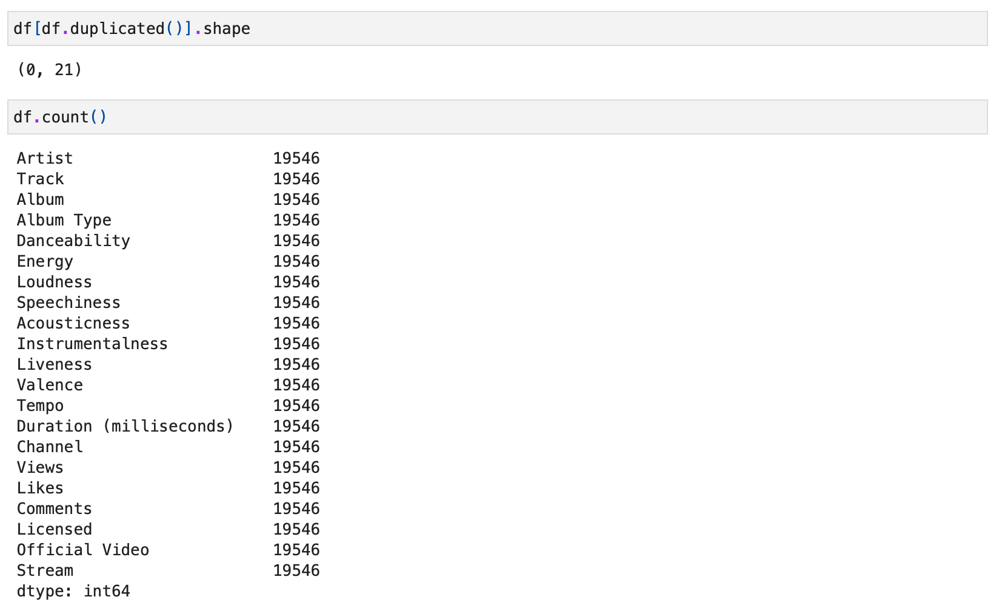 df[df.duplicated()].shape
(0, 21)
df.count()
Artist 19546
Track 19546
Album 19546
Album Type 19546
Danceability 19546
Energy 19546
Loudness 19546
Speechiness 19546
Acousticness 19546
Instrumentalness 19546
Liveness 19546
Valence 19546
Tempo 19546
Duration (milliseconds) 19546
Channel 19546
Views 19546
Likes 19546
Comments 19546
Licensed 19546
Official Video 19546
Stream 19546
dtype: int64